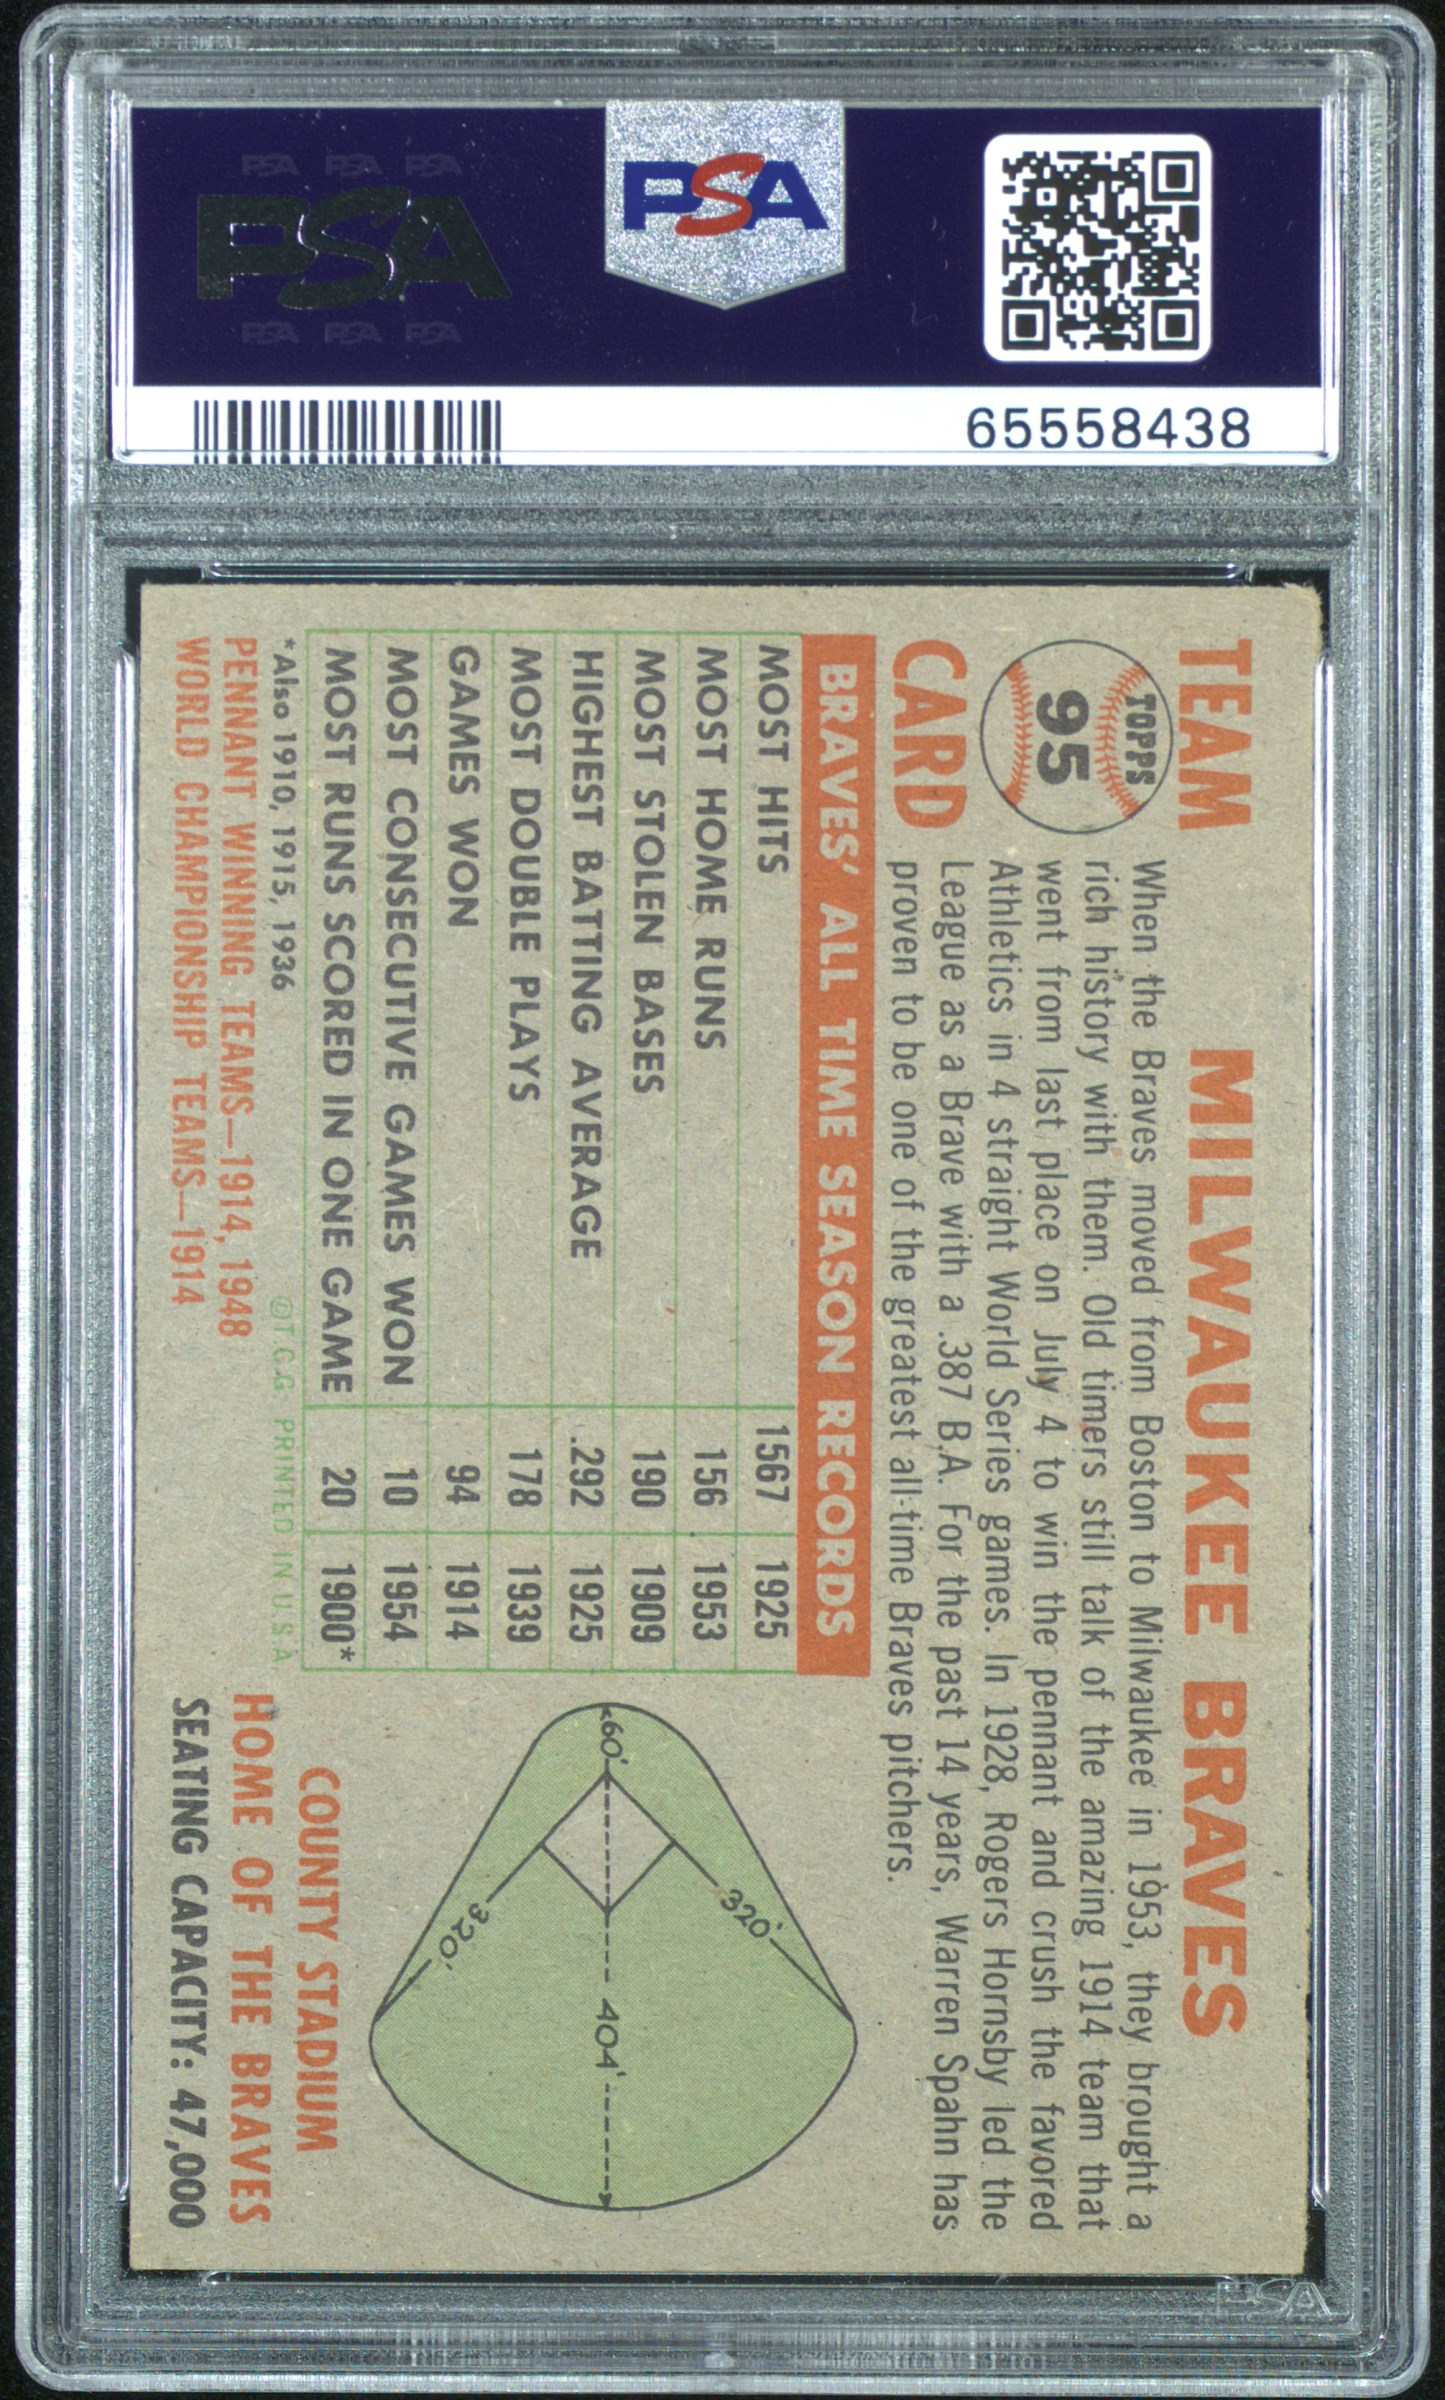 PSA PSA PSA
PSA
PSA PSA PSA
PSA
65558438
TEAM
TOPPS
95
CARD
MILWAUKEE BRAVES
When the Braves moved from Boston to Milwaukee in 1953, they brought a
rich history with them. Old timers still talk of the amazing 1914 team that
went from last place on July 4 to win the pennant and crush the favored
Athletics in 4 straight World Series games. In 1928, Rogers Hornsby led the
League as a Brave with a .387 B.A. For the past 14 years, Warren Spahn has
proven to be one of the greatest all-time Braves pitchers.
BRAVES' ALL TIME SEASON RECORDS
MOST HITS 1567 1925
MOST HOME RUNS 156 1953
MOST STOLEN BASES 190 1909
HIGHEST BATTING AVERAGE .292 1925
MOST DOUBLE PLAYS 178 1939
GAMES WON 94 1914
MOST CONSECUTIVE GAMES WON 10 1954
MOST RUNS SCORED IN ONE GAME 20 1900*
*Also 1910, 1915, 1936
© T.C.G. PRINTED IN U.S.A.
PENNANT WINNING TEAMS—1914, 1948
WORLD CHAMPIONSHIP TEAMS—1914
60'
320'
404'
320'
COUNTY STADIUM
HOME OF THE BRAVES
SEATING CAPACITY: 47,000
PSA